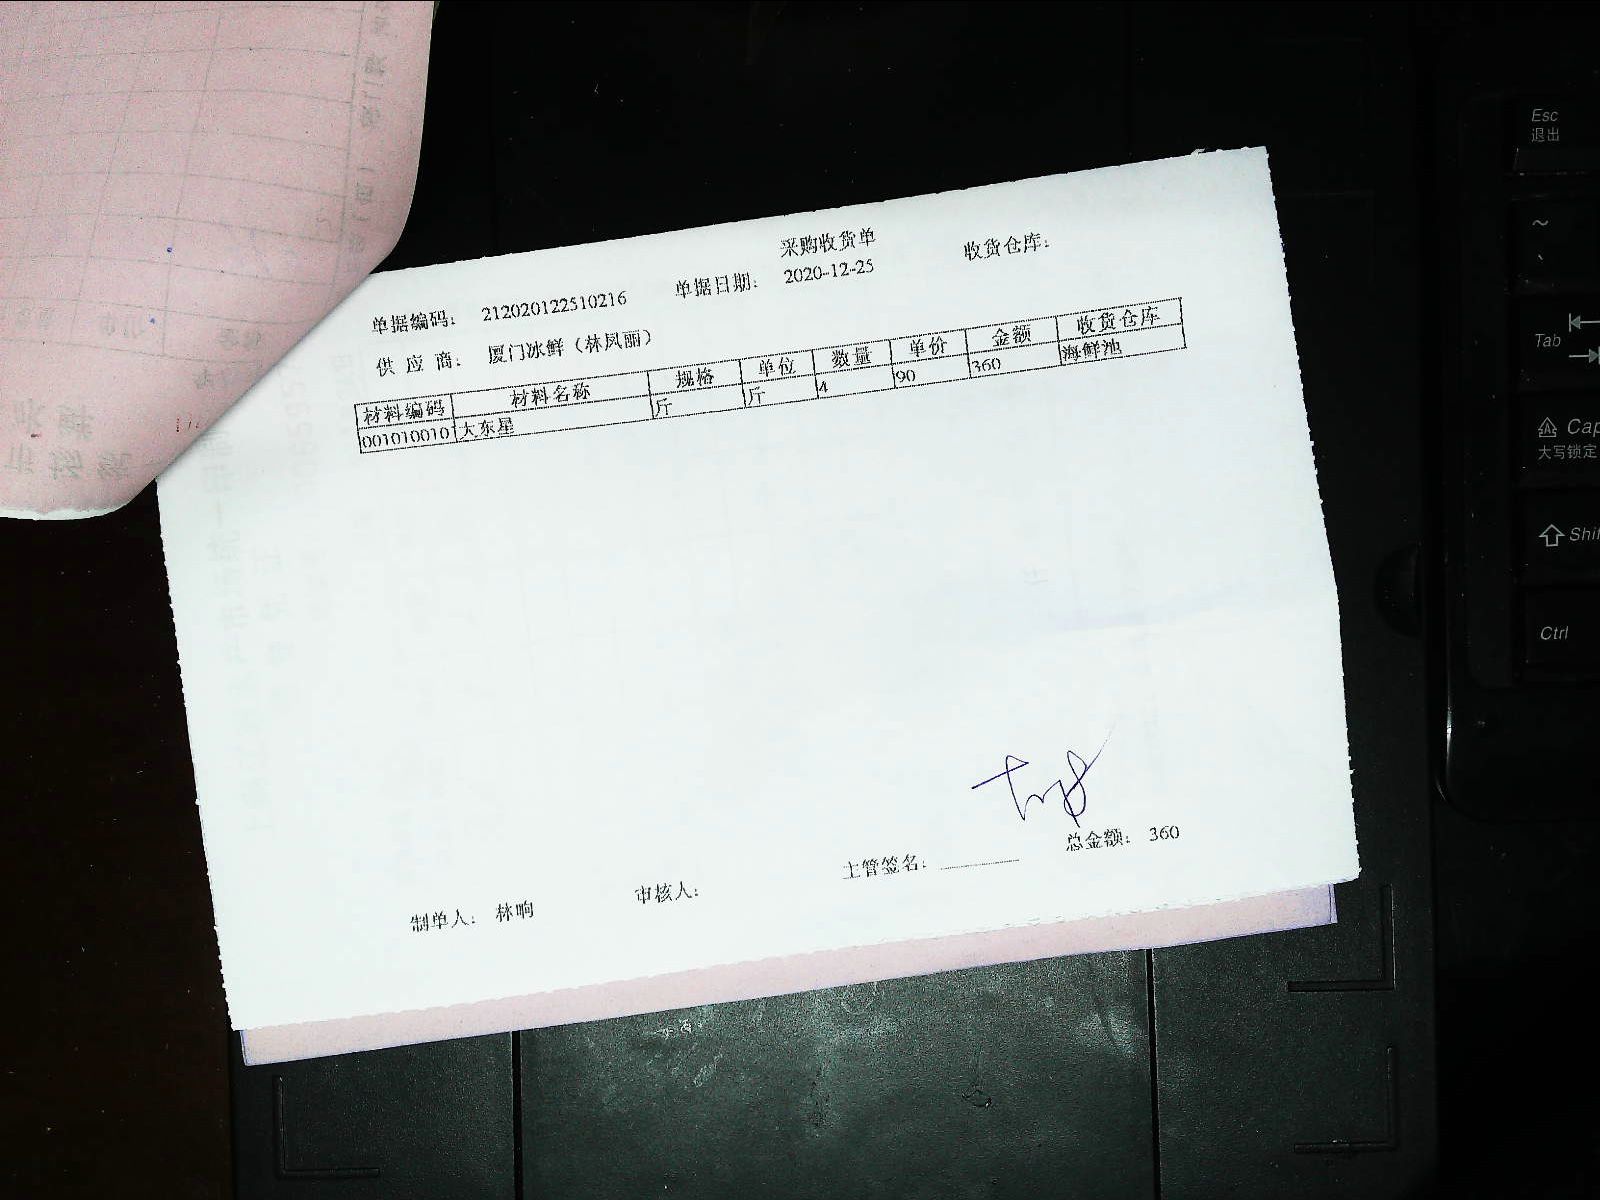 采购收货单
单据编码: 212020122510216 单据日期: 2020-12-25 收货仓库:
供 应 商: 厦门冰鲜 (林凤丽)
材料编码 材料名称 规格 单位 数量 单价 金额 收货仓库
001010010 大东星 斤 斤 4 90 360 海鲜池
总金额: 360
制单人: 林响 审核人: 主管签名:
Esc
退出
~
Tab
Cap
大写锁定
Shif
Ctrl